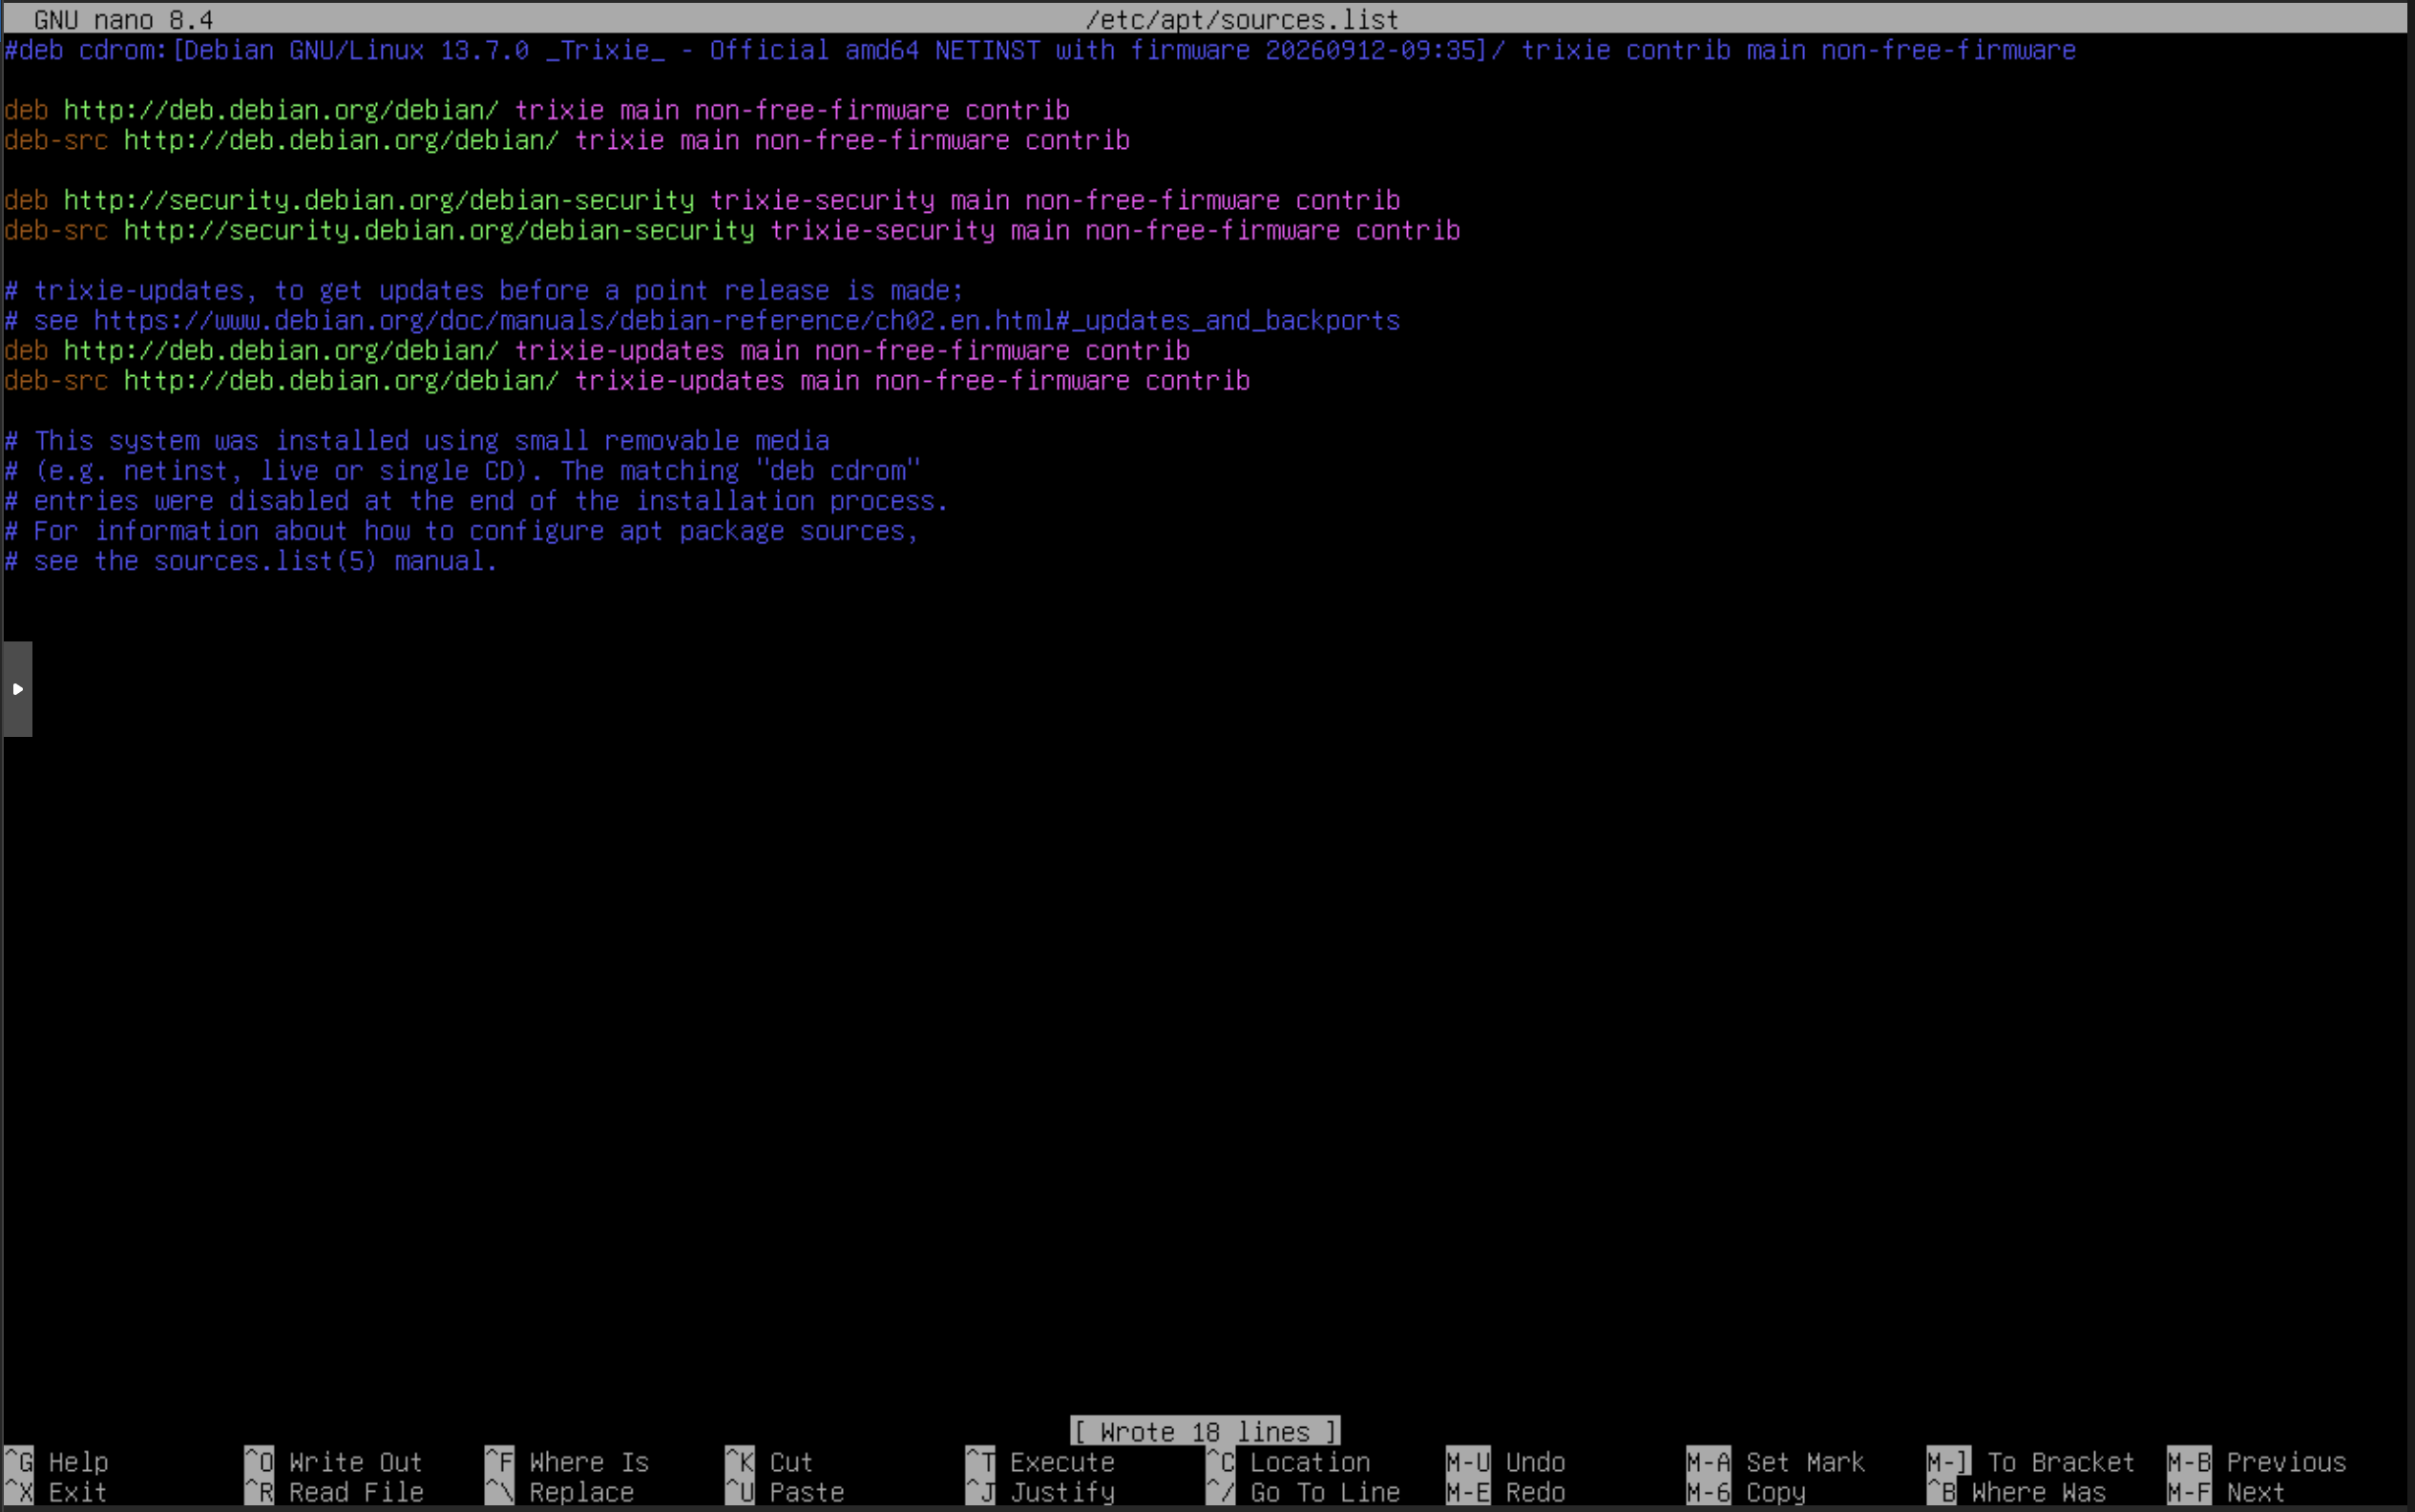 GNU nano 8.4 /etc/apt/sources.list
#deb cdrom:[Debian GNU/Linux 13.7.0 _Trixie_ - Official amd64 NETINST with firmware 20260912-09:35]/ trixie contrib main non-free-firmware
deb http://deb.debian.org/debian/ trixie main non-free-firmware contrib
deb-src http://deb.debian.org/debian/ trixie main non-free-firmware contrib
deb http://security.debian.org/debian-security trixie-security main non-free-firmware contrib
deb-src http://security.debian.org/debian-security trixie-security main non-free-firmware contrib
# trixie-updates, to get updates before a point release is made;
# see https://www.debian.org/doc/manuals/debian-reference/ch02.en.html#_updates_and_backports
deb http://deb.debian.org/debian/ trixie-updates main non-free-firmware contrib
deb-src http://deb.debian.org/debian/ trixie-updates main non-free-firmware contrib
# This system was installed using small removable media
# (e.g. netinst, live or single CD). The matching "deb cdrom"
# entries were disabled at the end of the installation process.
# For information about how to configure apt package sources,
# see the sources.list(5) manual.
[ Wrote 18 lines ]
^G Help ^O Write Out ^F Where Is ^K Cut ^T Execute ^C Location M-U Undo M-A Set Mark M-] To Bracket M-B Previous
^X Exit ^R Read File ^\ Replace ^U Paste ^J Justify ^/ Go To Line M-E Redo M-6 Copy ^B Where Was M-F Next